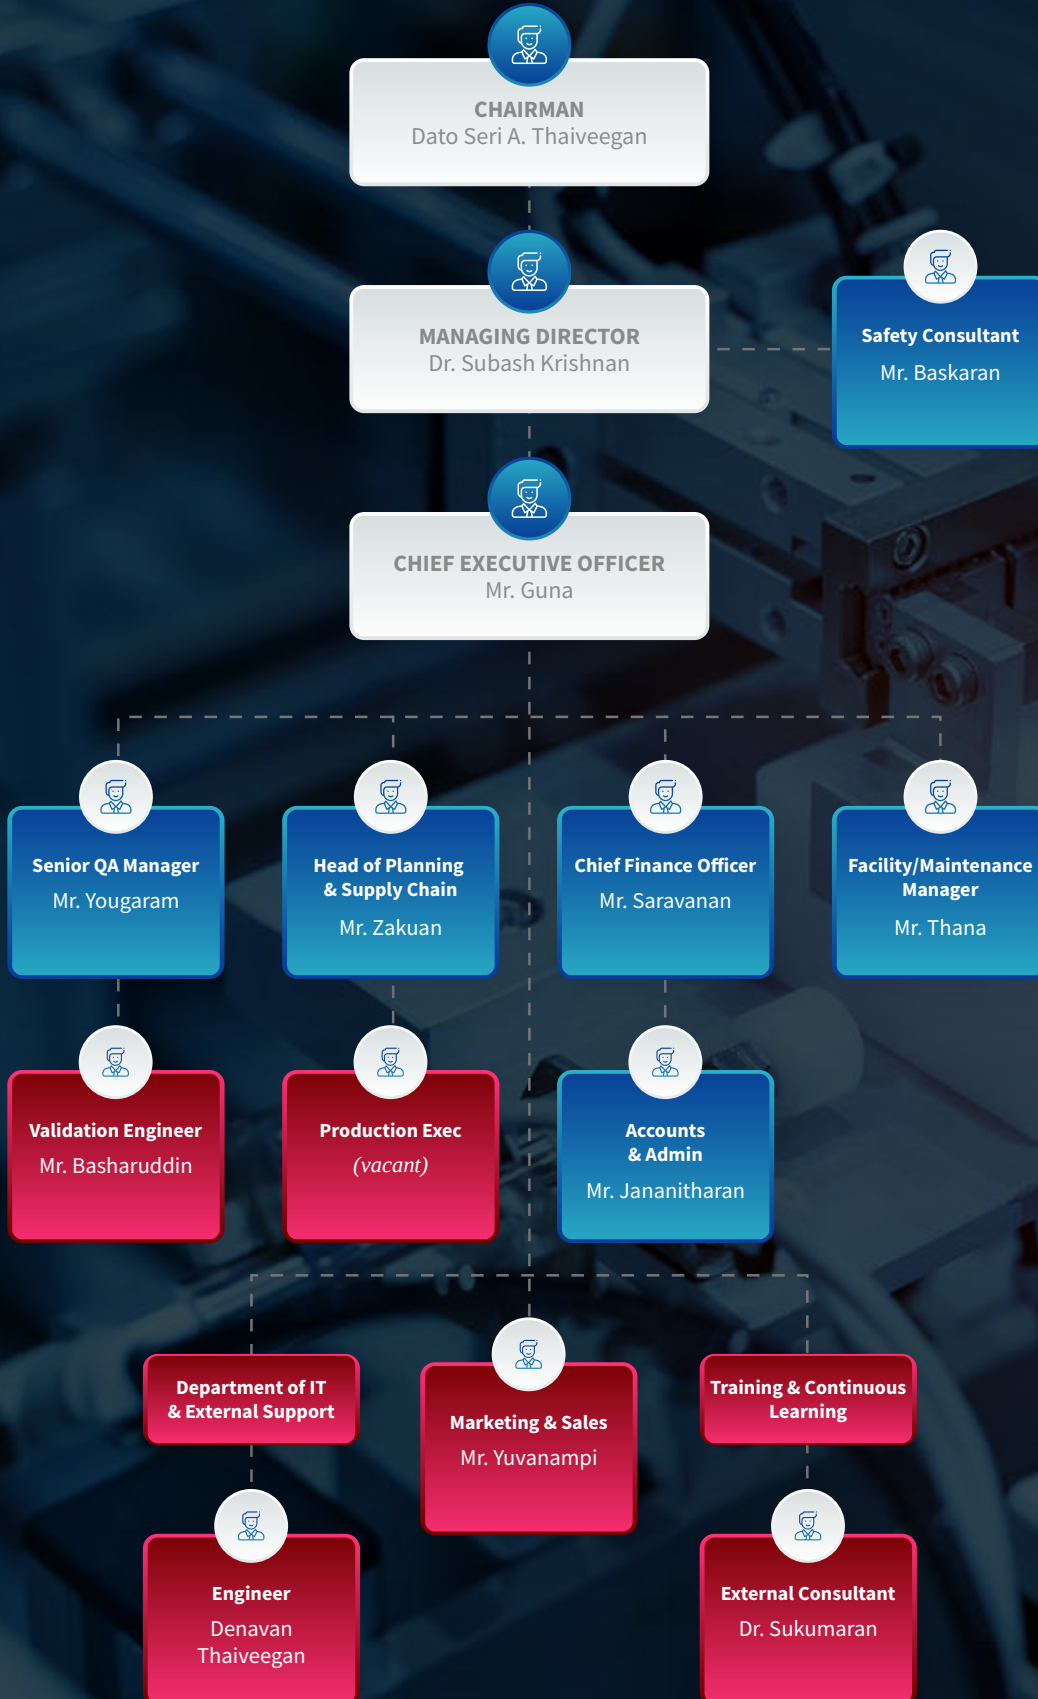 CHAIRMAN
Dato Seri A. Thaiveegan
MANAGING DIRECTOR
Dr. Subash Krishnan
Safety Consultant
Mr. Baskaran
CHIEF EXECUTIVE OFFICER
Mr. Guna
Senior QA Manager
Mr. Yougaram
Head of Planning
& Supply Chain
Mr. Zakuan
Chief Finance Officer
Mr. Saravanan
Facility/Maintenance
Manager
Mr. Thana
Validation Engineer
Mr. Basharuddin
Production Exec
(vacant)
Accounts
& Admin
Mr. Jananitharan
Department of IT
& External Support
Marketing & Sales
Mr. Yuvanampi
Training & Continuous
Learning
Engineer
Denavan
Thaiveegan
External Consultant
Dr. Sukumaran